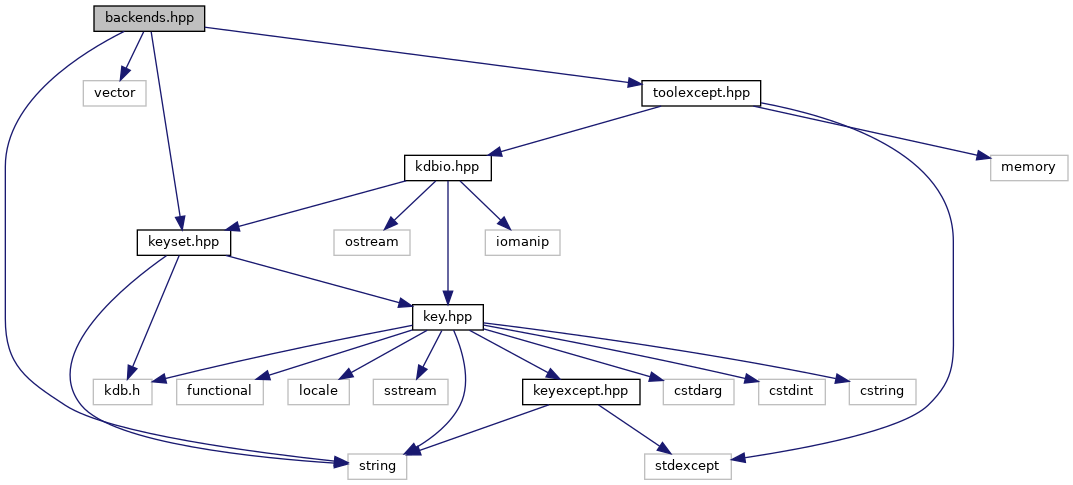 backends.hpp
vector
toolexcept.hpp
kdbio.hpp
memory
keyset.hpp
ostream
iomanip
key.hpp
kdb.h
functional
locale
sstream
keyexcept.hpp
cstdarg
cstdint
cstring
string
stdexcept